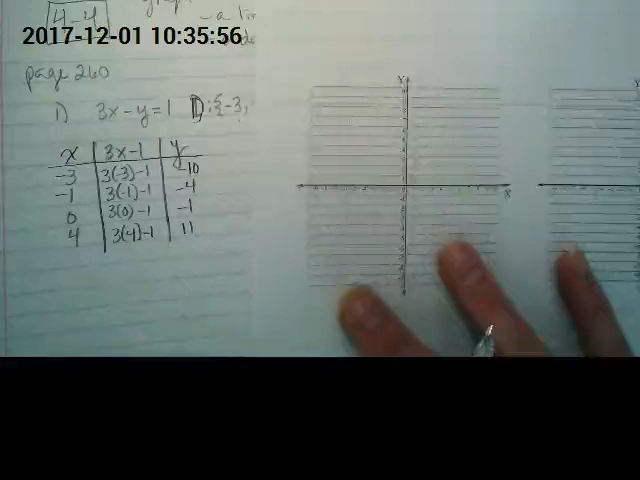 4-4
2017-12-01 10:35:56
page 260
1) 3x-y=1 D:{-3,
x | 3x-1 | y
-3 | 3(-3)-1 | -10
-1 | 3(-1)-1 | -4
0 | 3(0)-1 | -1
4 | 3(4)-1 | 11
Y
X